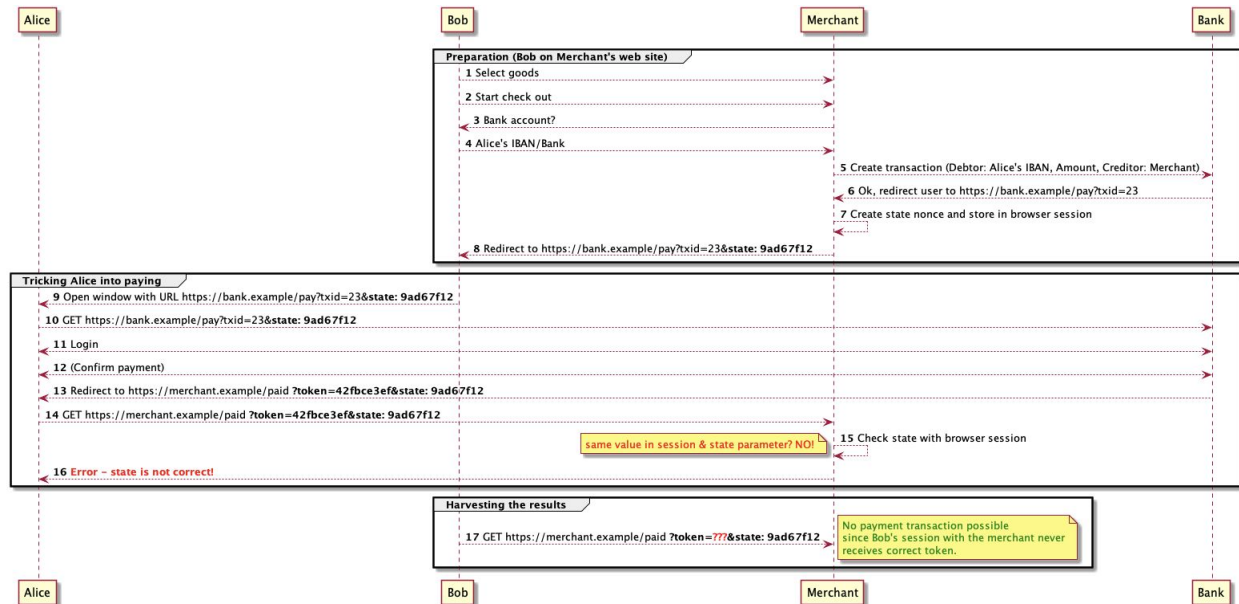 Alice
Bob
Merchant
Bank
Preparation (Bob on Merchant's web site)
1 Select goods
2 Start check out
3 Bank account?
4 Alice's IBAN/Bank
5 Create transaction (Debtor: Alice's IBAN, Amount, Creditor: Merchant)
6 Ok, redirect user to https://bank.example/pay?txid=23
7 Create state nonce and store in browser session
8 Redirect to https://bank.example/pay?txid=23&state: 9ad67f12
Tricking Alice into paying
9 Open window with URL https://bank.example/pay?txid=23&state: 9ad67f12
10 GET https://bank.example/pay?txid=23&state: 9ad67f12
11 Login
12 (Confirm payment)
13 Redirect to https://merchant.example/paid ?token=42fbce3ef&state: 9ad67f12
14 GET https://merchant.example/paid ?token=42fbce3ef&state: 9ad67f12
same value in session & state parameter? NO!
15 Check state with browser session
16 Error - state is not correct!
Harvesting the results
17 GET https://merchant.example/paid ?token=???&state: 9ad67f12
No payment transaction possible
since Bob's session with the merchant never
receives correct token.
Alice
Bob
Merchant
Bank